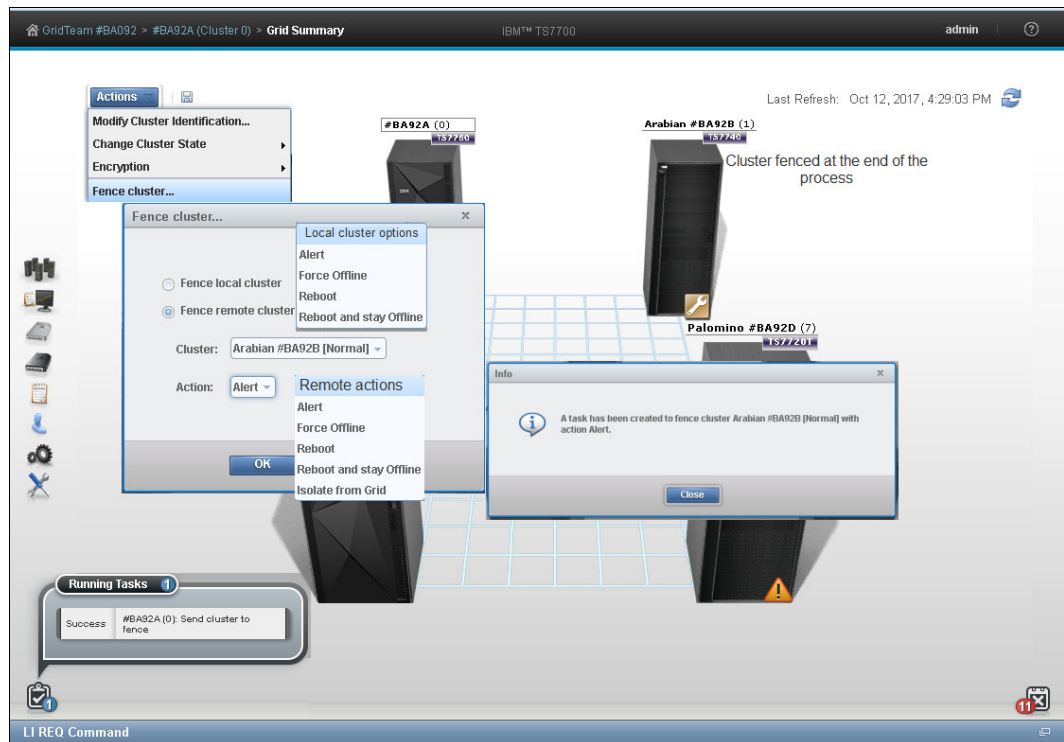 GridTeam #BA092 > #BA92A (Cluster 0) > Grid Summary
IBM™ TS7700
admin
Actions
Last Refresh: Oct 12, 2017, 4:29:03 PM
Modify Cluster Identification...
Change Cluster State
Encryption
Fence cluster...
#BA92A (0)
TS7760
Arabian #BA92B (1)
TS7740
Cluster fenced at the end of the
process
Fence cluster...
Fence local cluster
Fence remote cluster
Cluster: Arabian #BA92B [Normal]
Action: Alert
OK
Local cluster options
Alert
Force Offline
Reboot
Reboot and stay Offline
Remote actions
Alert
Force Offline
Reboot
Reboot and stay Offline
Isolate from Grid
Palomino #BA92D (7)
TS7720T
Info
A task has been created to fence cluster Arabian #BA92B [Normal] with
action Alert.
Close
Running Tasks 1
Success
#BA92A (0): Send cluster to
fence
1
11
LI REQ Command